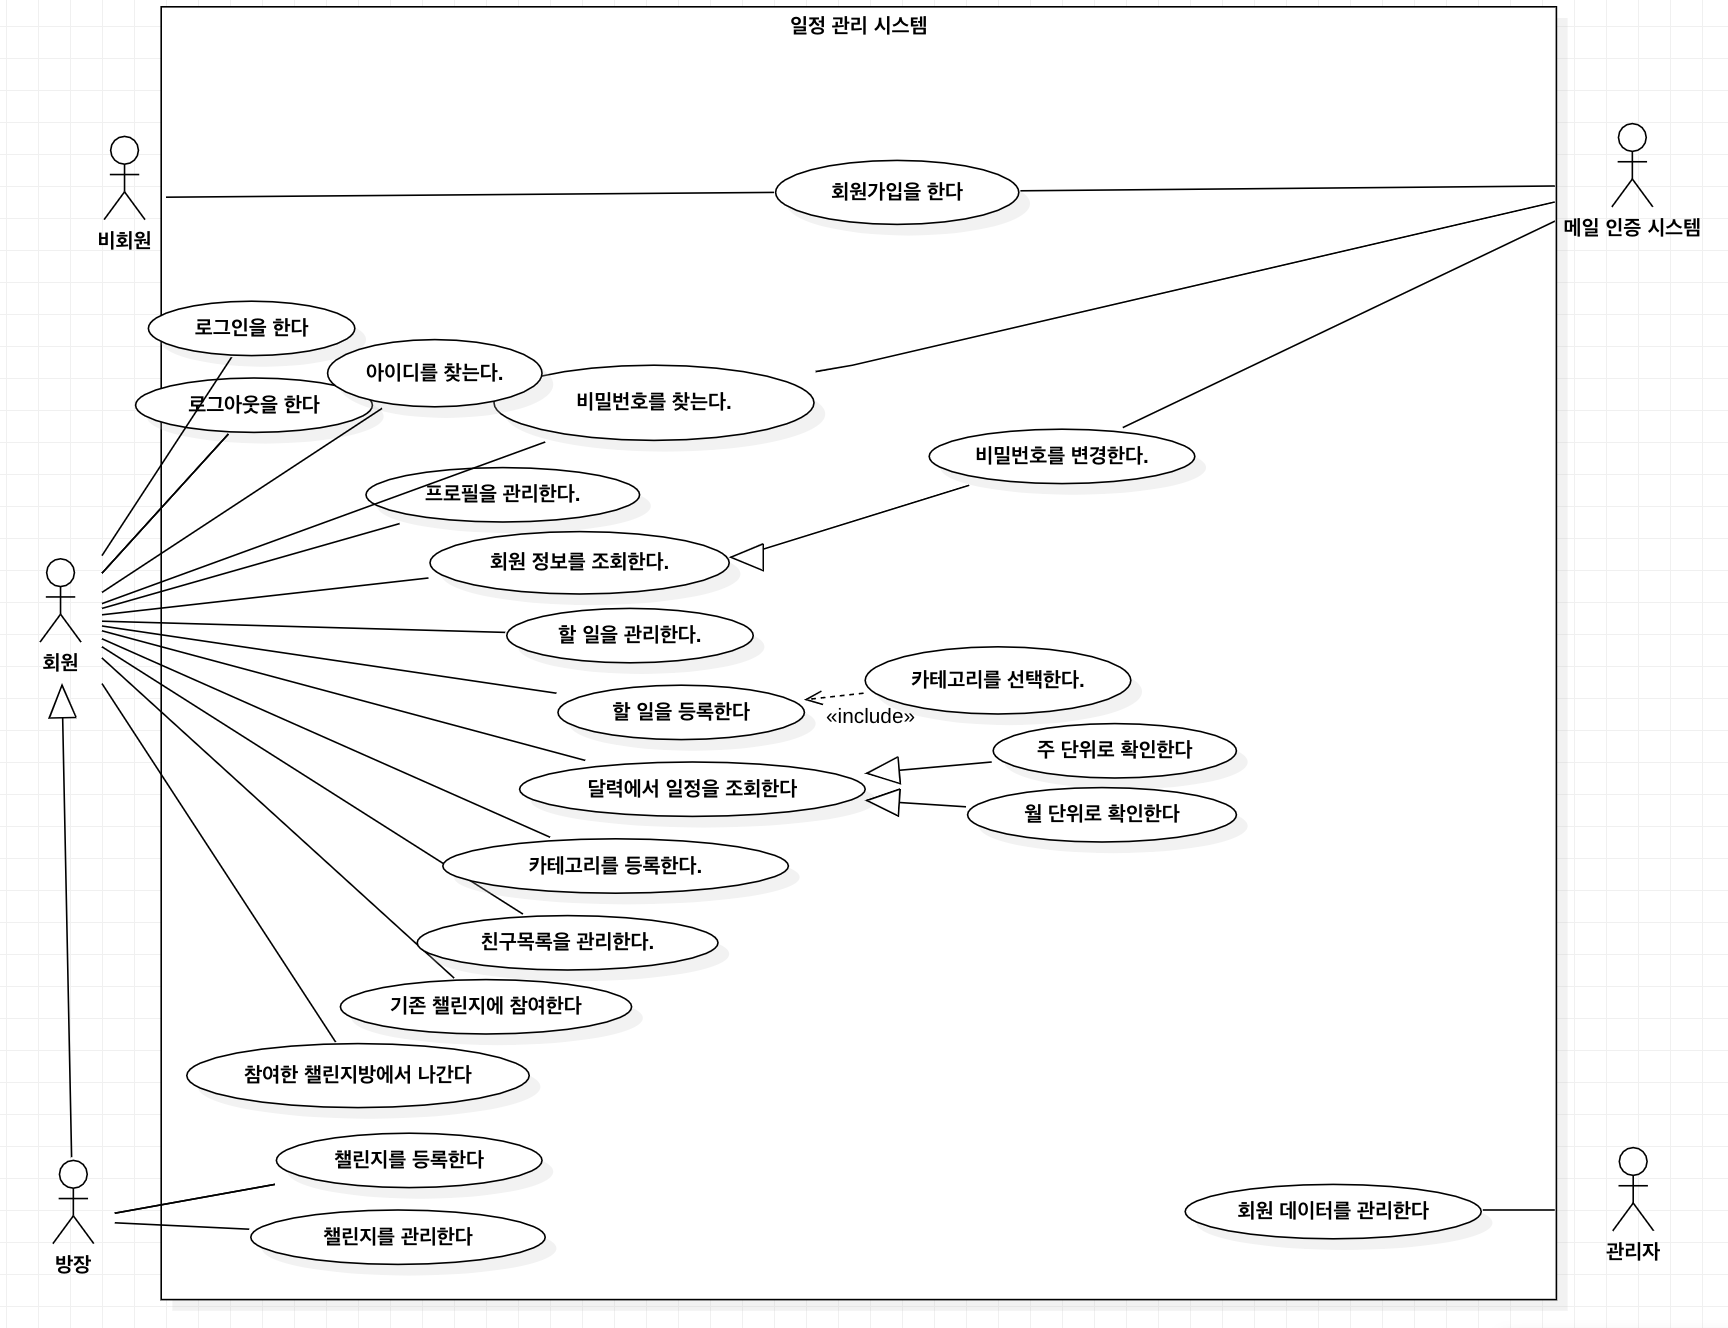 일정 관리 시스템
비회원
회원가입을 한다
메일 인증 시스템
로그인을 한다
아이디를 찾는다.
로그아웃을 한다
비밀번호를 찾는다.
비밀번호를 변경한다.
프로필을 관리한다.
회원 정보를 조회한다.
할 일을 관리한다.
회원
카테고리를 선택한다.
할 일을 등록한다
«include»
주 단위로 확인한다
달력에서 일정을 조회한다
월 단위로 확인한다
카테고리를 등록한다.
친구목록을 관리한다.
기존 챌린지에 참여한다
참여한 챌린지방에서 나간다
챌린지를 등록한다
회원 데이터를 관리한다
챌린지를 관리한다
관리자
방장